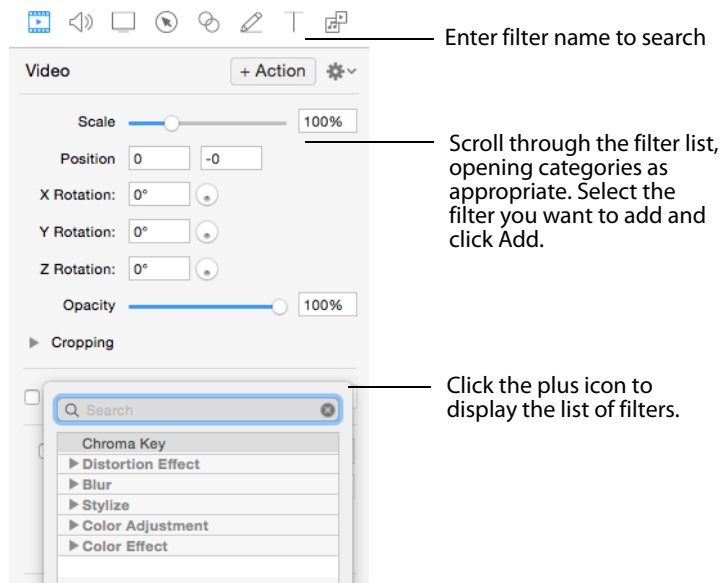 Enter filter name to search
Video
+ Action
Scale
100%
Scroll through the filter list,
opening categories as
appropriate. Select the
filter you want to add and
click Add.
Position
0
-0
X Rotation:
0°
Y Rotation:
0°
Z Rotation:
0°
Opacity
100%
Cropping
Click the plus icon to
display the list of filters.
Search
Chroma Key
Distortion Effect
Blur
Stylize
Color Adjustment
Color Effect